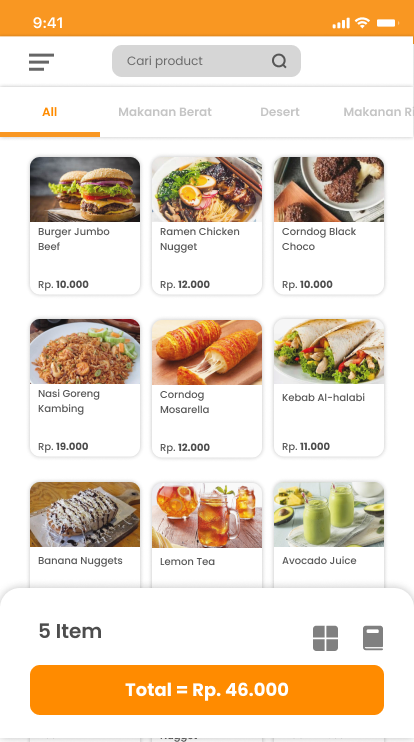 9:41
Cari product
All Makanan Berat Desert Makanan Ri
Burger Jumbo
Beef
Rp. 10.000
Ramen Chicken
Nugget
Rp. 12.000
Corndog Black
Choco
Rp. 10.000
Nasi Goreng
Kambing
Rp. 19.000
Corndog
Mosarella
Rp. 12.000
Kebab Al-halabi
Rp. 11.000
Banana Nuggets
Lemon Tea
Avocado Juice
5 Item
Total = Rp. 46.000